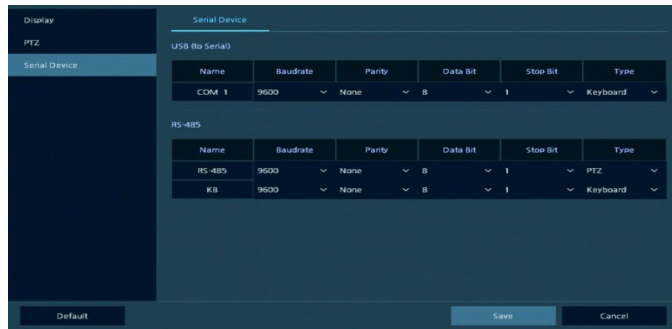 Display
PTZ
Serial Device
Serial Device
USB (to Serial)
Name Baudrate Parity Data Bit Stop Bit Type
COM 1 9600 None 8 1 Keyboard
RS-485
Name Baudrate Parity Data Bit Stop Bit Type
RS-485 9600 None 8 1 PTZ
KB 9600 None 8 1 Keyboard
Default Save Cancel